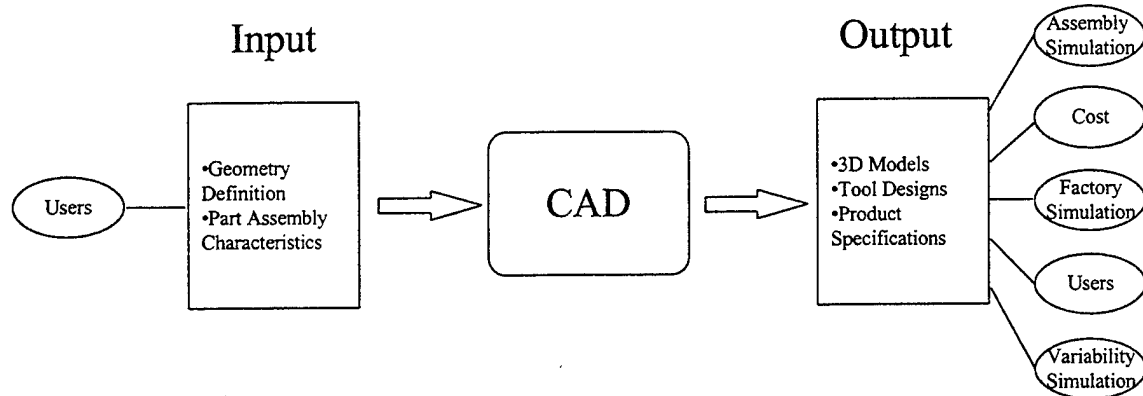 Input
Output
Users
•Geometry
Definition
•Part Assembly
Characteristics
CAD
•3D Models
•Tool Designs
•Product
Specifications
Assembly
Simulation
Cost
Factory
Simulation
Users
Variability
Simulation